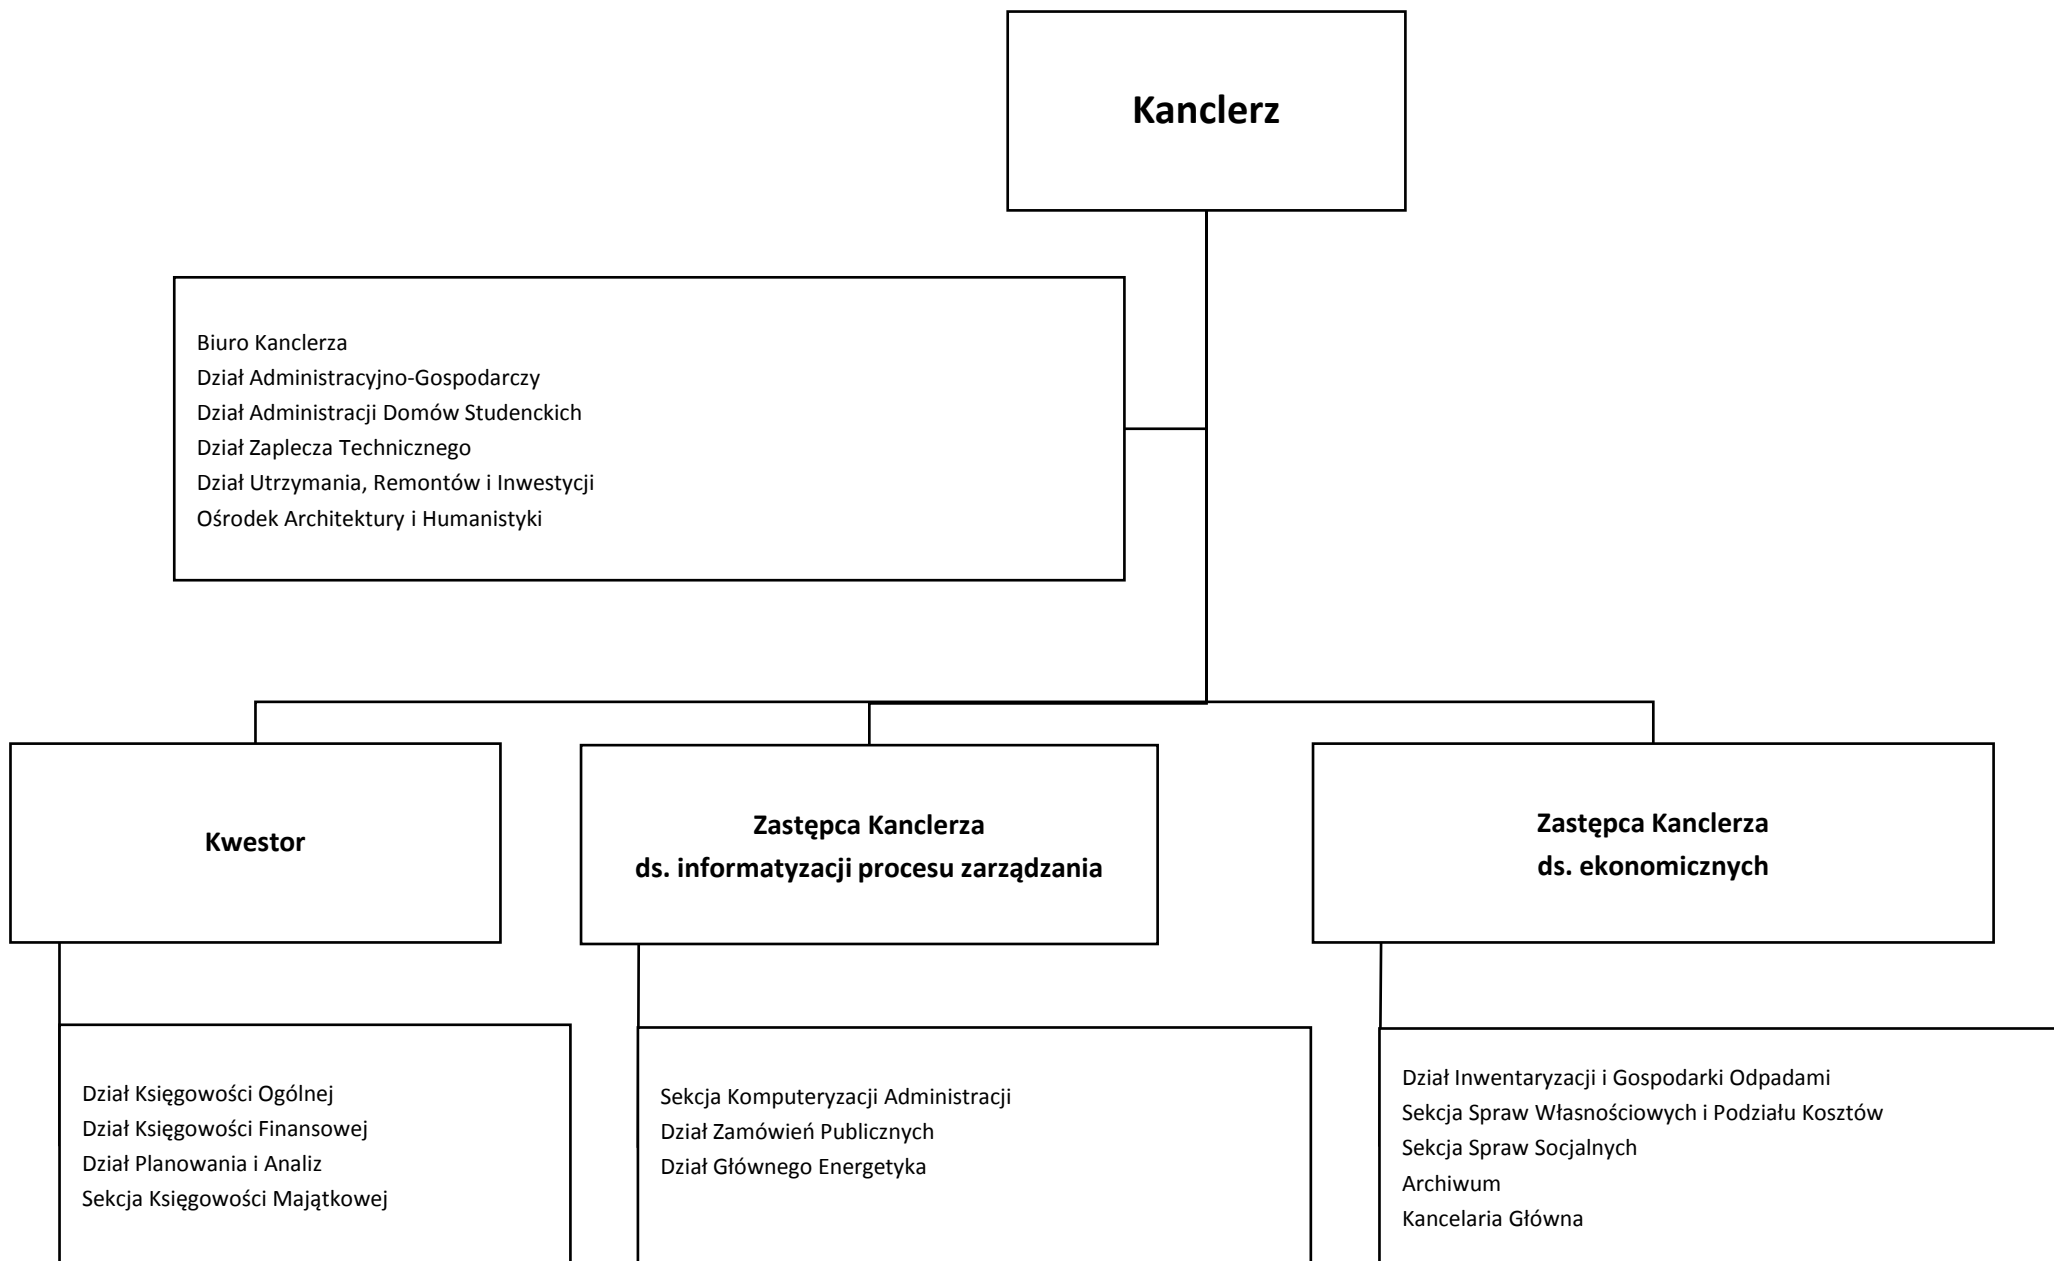 Kanclerz
Biuro Kanclerza
Dział Administracyjno-Gospodarczy
Dział Administracji Domów Studenckich
Dział Zaplecza Technicznego
Dział Utrzymania, Remontów i Inwestycji
Ośrodek Architektury i Humanistyki
Kwestor
Zastępca Kanclerza
ds. informatyzacji procesu zarządzania
Zastępca Kanclerza
ds. ekonomicznych
Dział Księgowości Ogólnej
Dział Księgowości Finansowej
Dział Planowania i Analiz
Sekcja Księgowości Majątkowej
Sekcja Komputeryzacji Administracji
Dział Zamówień Publicznych
Dział Głównego Energetyka
Dział Inwentaryzacji i Gospodarki Odpadami
Sekcja Spraw Własnościowych i Podziału Kosztów
Sekcja Spraw Socjalnych
Archiwum
Kancelaria Główna